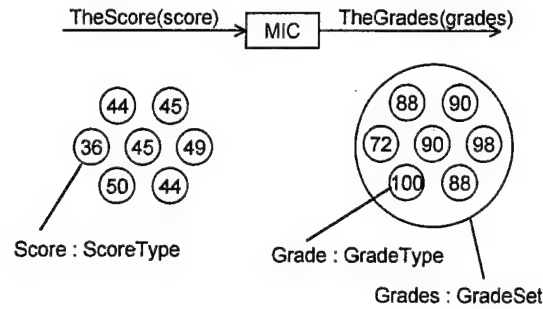 TheScore(score)
MIC
TheGrades(grades)
44 45
36 45 49
50 44
88 90
72 90 98
100 88
Score : ScoreType
Grade : GradeType
Grades : GradeSet